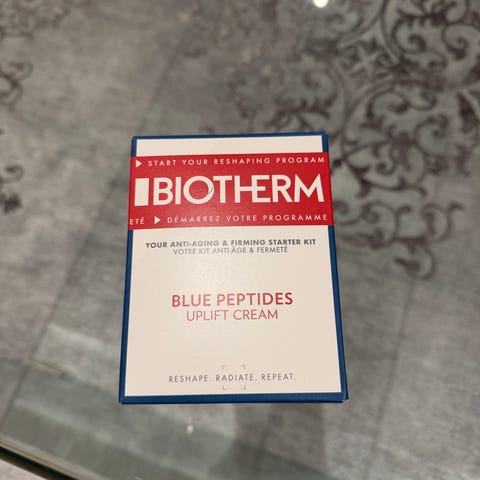 ▶ START YOUR RESHAPING PROGRAM
BIOTHERM
ETÉ ▶ DÉMARREZ VOTRE PROGRAMME
YOUR ANTI-AGING & FIRMING STARTER KIT
VOTRE KIT ANTI-ÂGE & FERMETÉ
BLUE PEPTIDES
UPLIFT CREAM
RESHAPE. RADIATE. REPEAT.